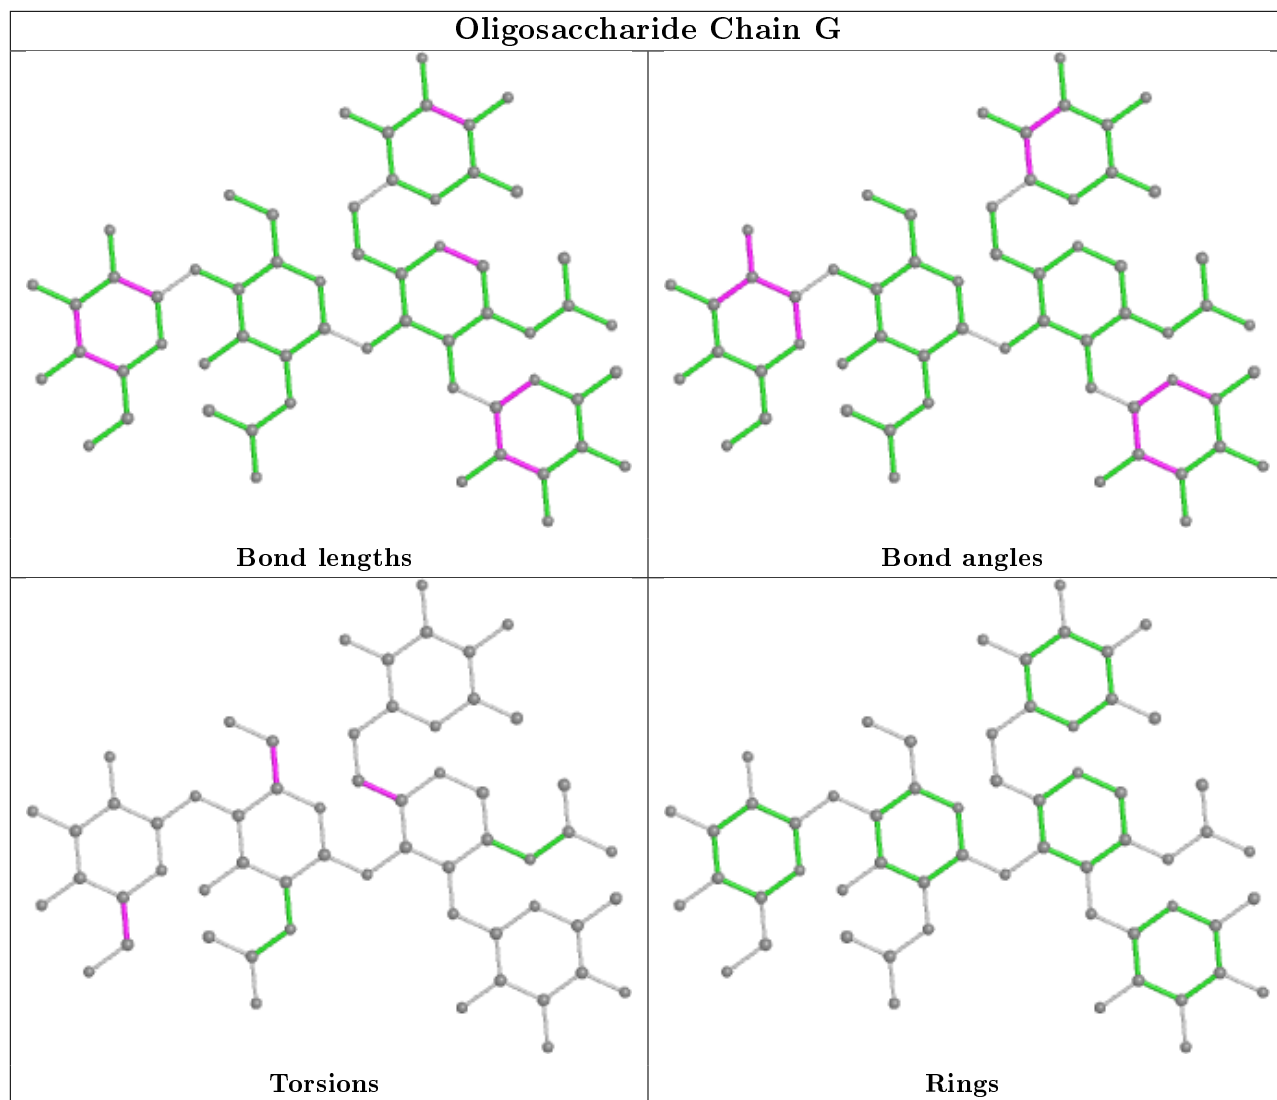 Oligosaccharide Chain G
Bond lengths
Bond angles
Torsions
Rings